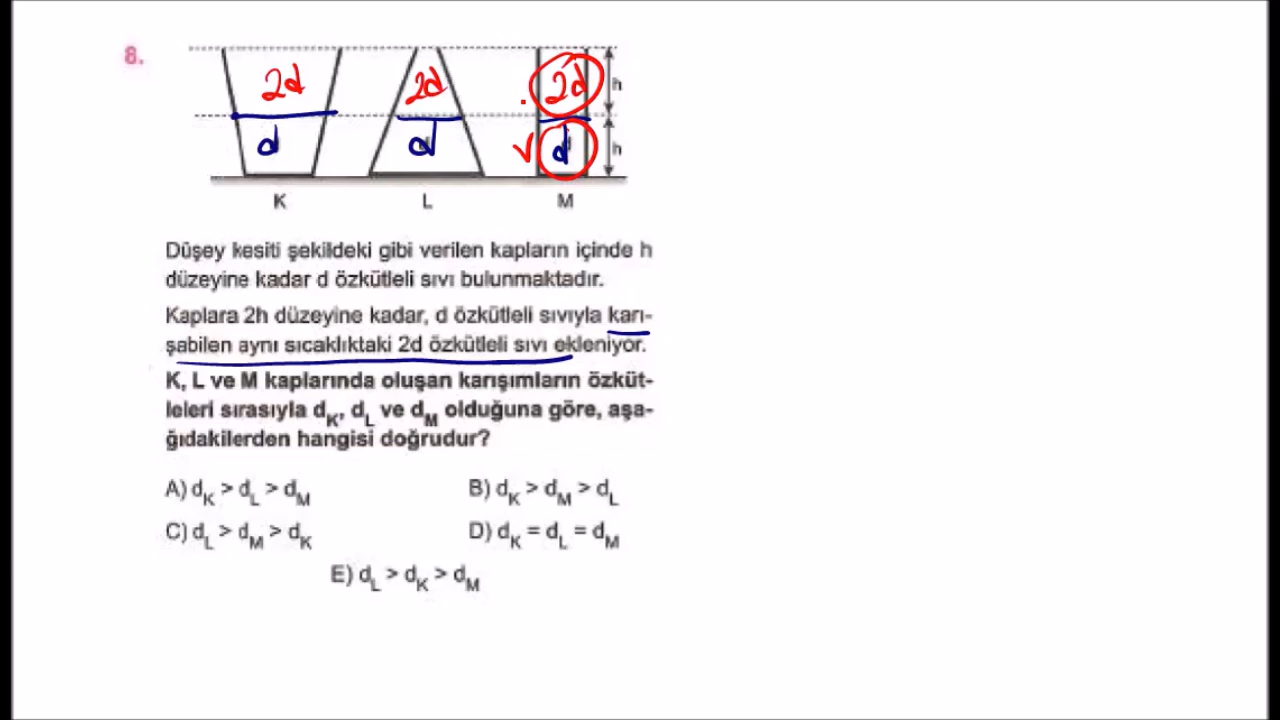 8.
2d 2d 2d h
d d d h
K L M
Düşey kesiti şekildeki gibi verilen kapların içinde h
düzeyine kadar d özkütleli sıvı bulunmaktadır.
Kaplara 2h düzeyine kadar, d özkütleli sıvıyla karı-
şabilen aynı sıcaklıktaki 2d özkütleli sıvı ekleniyor.
K, L ve M kaplarında oluşan karışımların özküt-
leleri sırasıyla dK, dL ve dM olduğuna göre, aşa-
ğıdakilerden hangisi doğrudur?
A) dK > dL > dM B) dK > dM > dL
C) dL > dM > dK D) dK = dL = dM
E) dL > dK > dM